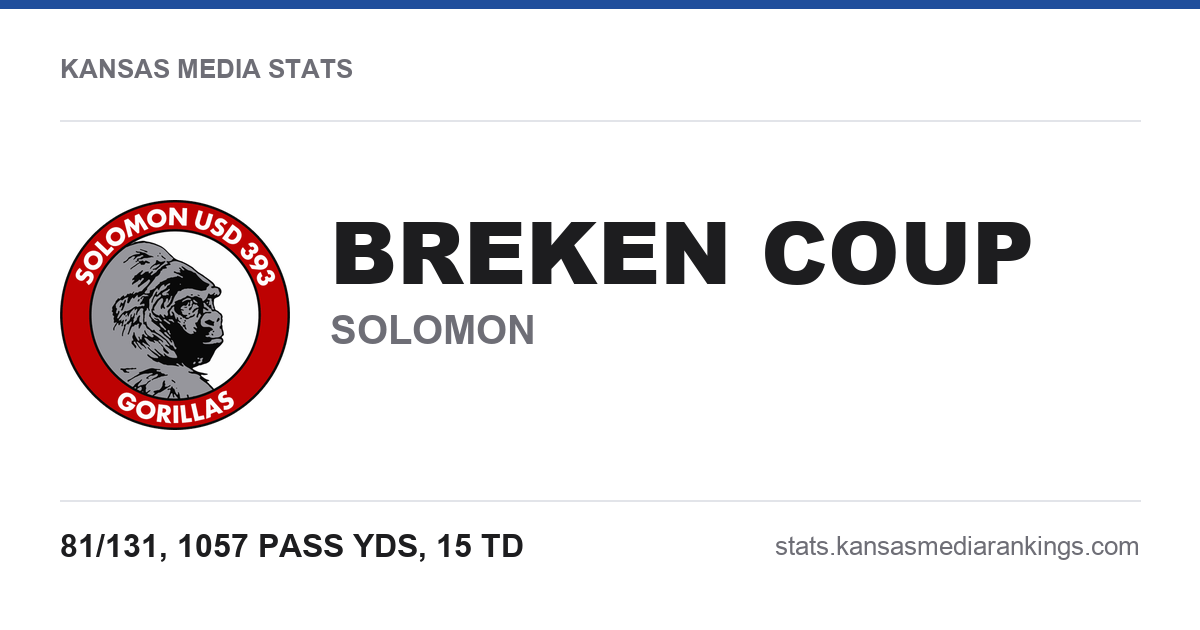 KANSAS MEDIA STATS
SOLOMON USD 393
GORILLAS
BREKEN COUP
SOLOMON
81/131, 1057 PASS YDS, 15 TD
stats.kansasmediarankings.com